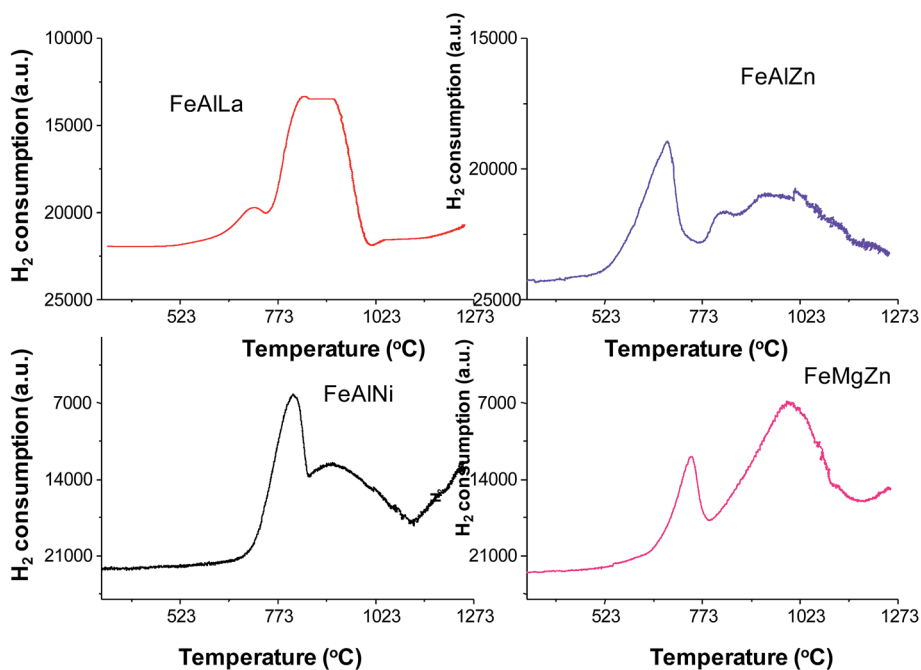 10000
15000
20000
25000
H2 consumption (a.u.)
FeAlLa
523
773
1023
1273
Temperature (oC)
15000
20000
25000
H2 consumption (a.u.)
FeAlZn
523
773
1023
1273
Temperature (oC)
7000
14000
21000
H2 consumption (a.u.)
FeAlNi
523
773
1023
1273
Temperature (oC)
7000
14000
21000
H2 consumption (a.u.)
FeMgZn
523
773
1023
1273
Temperature (oC)